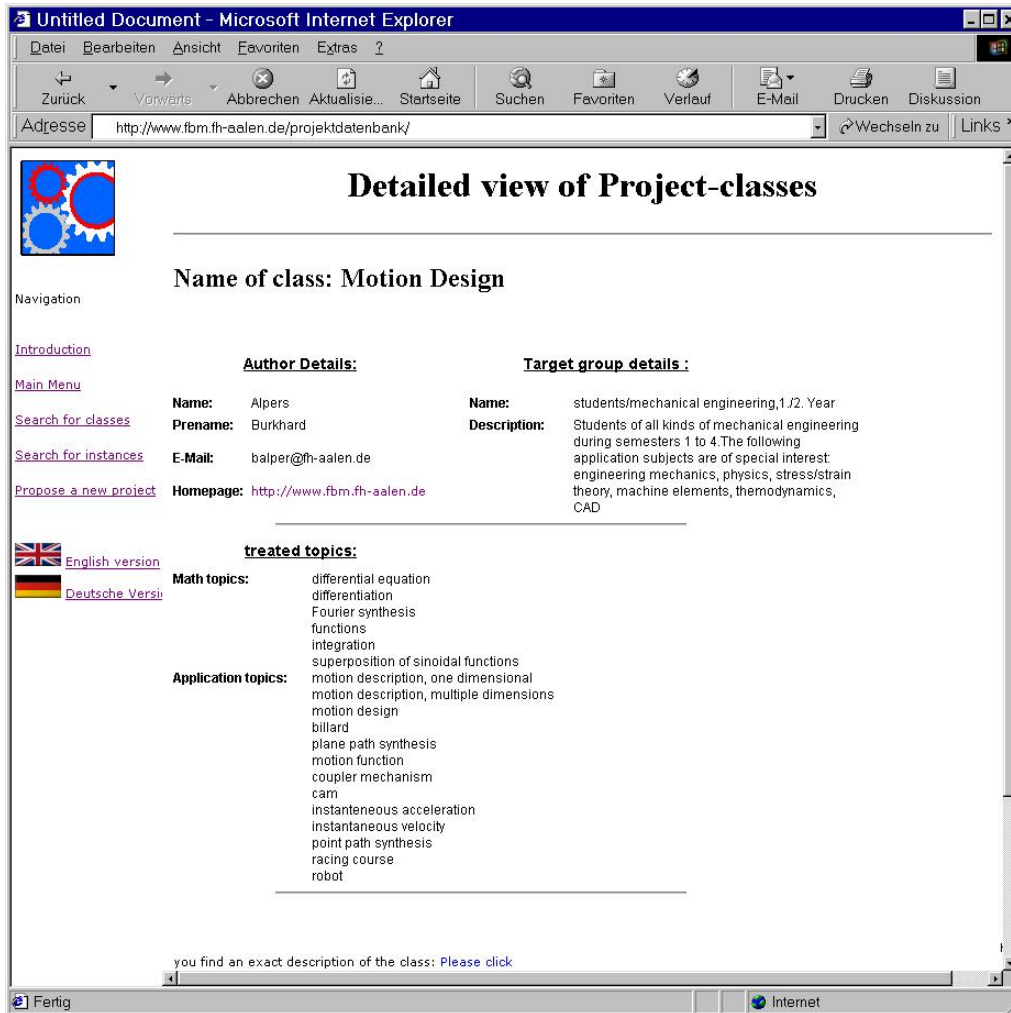 Untitled Document - Microsoft Internet Explorer
Datei Bearbeiten Ansicht Favoriten Extras ?
Zurück Vorwärts Abbrechen Aktualisie... Startseite Suchen Favoriten Verlauf E-Mail Drucken Diskussion
Adresse http://www.fbm.fh-aalen.de/projektdatenbank/ Wechseln zu Links
Detailed view of Project-classes
Name of class: Motion Design
Navigation
Introduction
Main Menu
Search for classes
Search for instances
Propose a new project
English version
Deutsche Versi
Author Details:
Name: Alpers
Prename: Burkhard
E-Mail: balper@fh-aalen.de
Homepage: http://www.fbm.fh-aalen.de
Target group details :
Name: students/mechanical engineering,1./2. Year
Description: Students of all kinds of mechanical engineering
during semesters 1 to 4.The following
application subjects are of special interest:
engineering mechanics, physics, stress/strain
theory, machine elements, themodynamics,
CAD
treated topics:
Math topics: differential equation
differentiation
Fourier synthesis
functions
integration
superposition of sinoidal functions
Application topics: motion description, one dimensional
motion description, multiple dimensions
motion design
billard
plane path synthesis
motion function
coupler mechanism
cam
instanteneous acceleration
instantaneous velocity
point path synthesis
racing course
robot
you find an exact description of the class: Please click
Fertig Internet